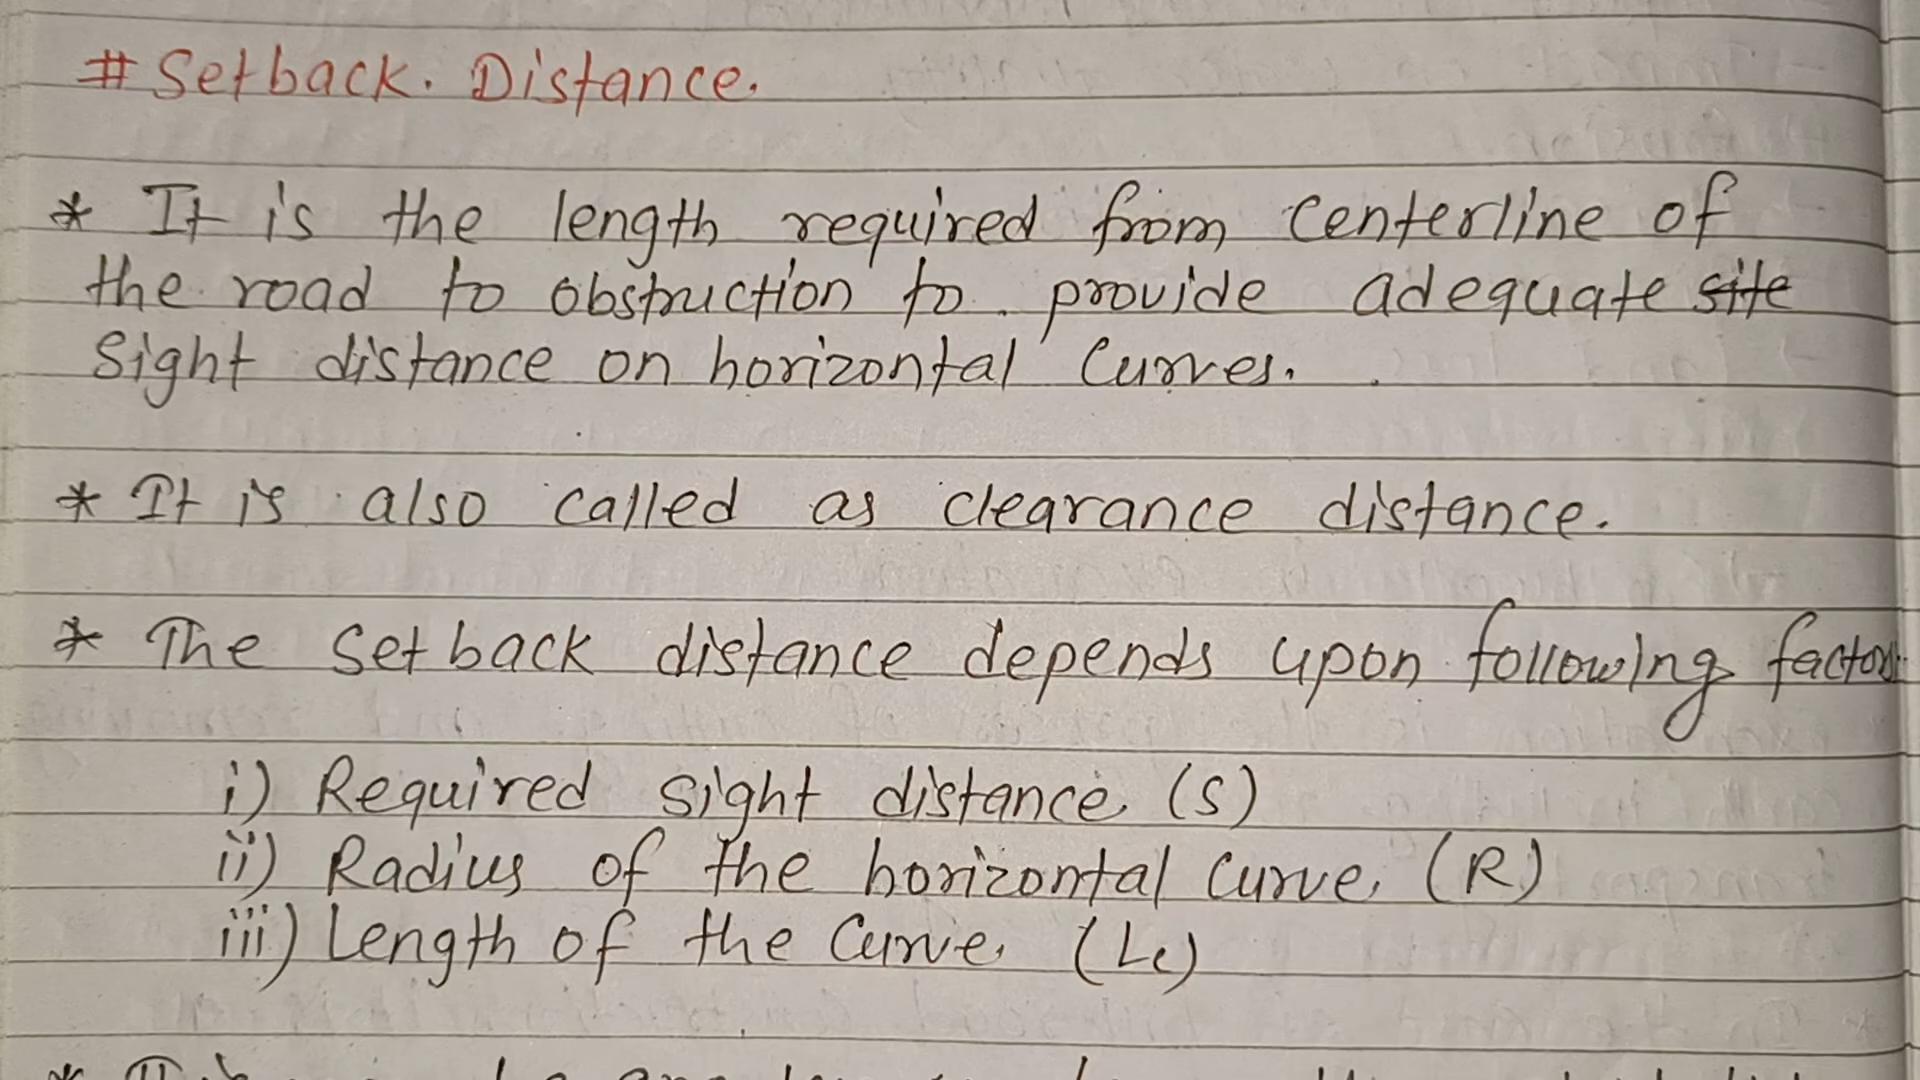 # Setback. Distance.
* It is the length required from centerline of
the road to obstruction to provide adequate ~~site~~
sight distance on horizontal curves.
* It is also called as clearance distance.
* The Setback distance depends upon following factors
i) Required sight distance (S)
ii) Radius of the horizontal curve. (R)
iii) Length of the curve. (Lc)